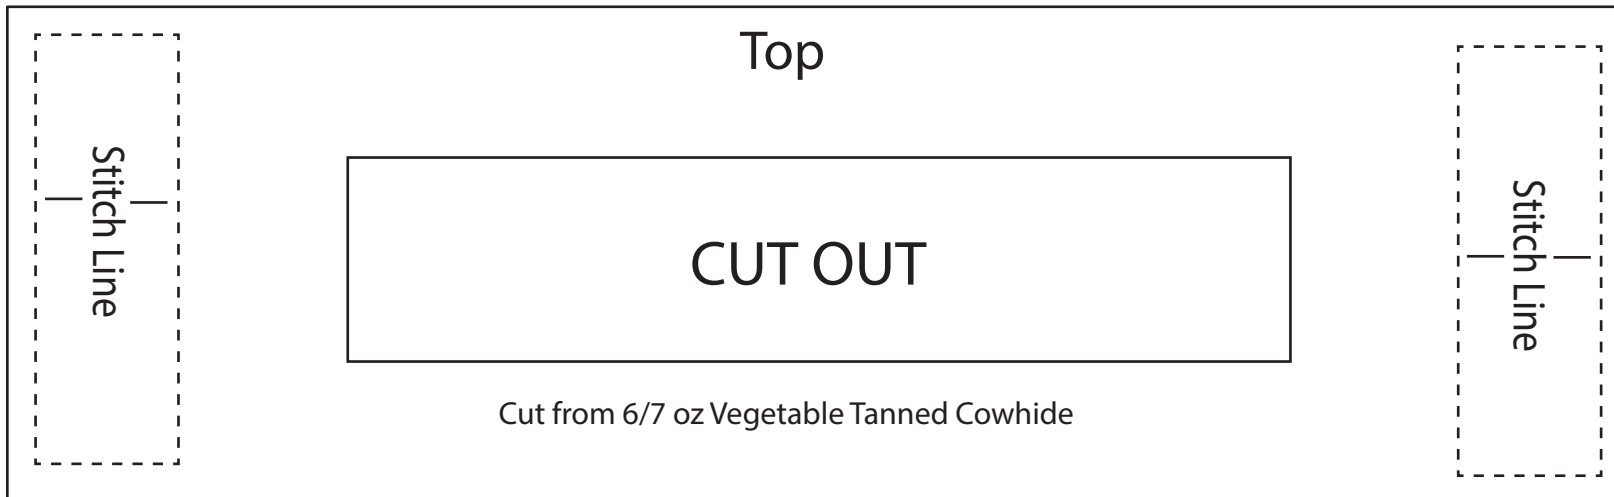 Top
Stitch Line
CUT OUT
Stitch Line
Cut from 6/7 oz Vegetable Tanned Cowhide